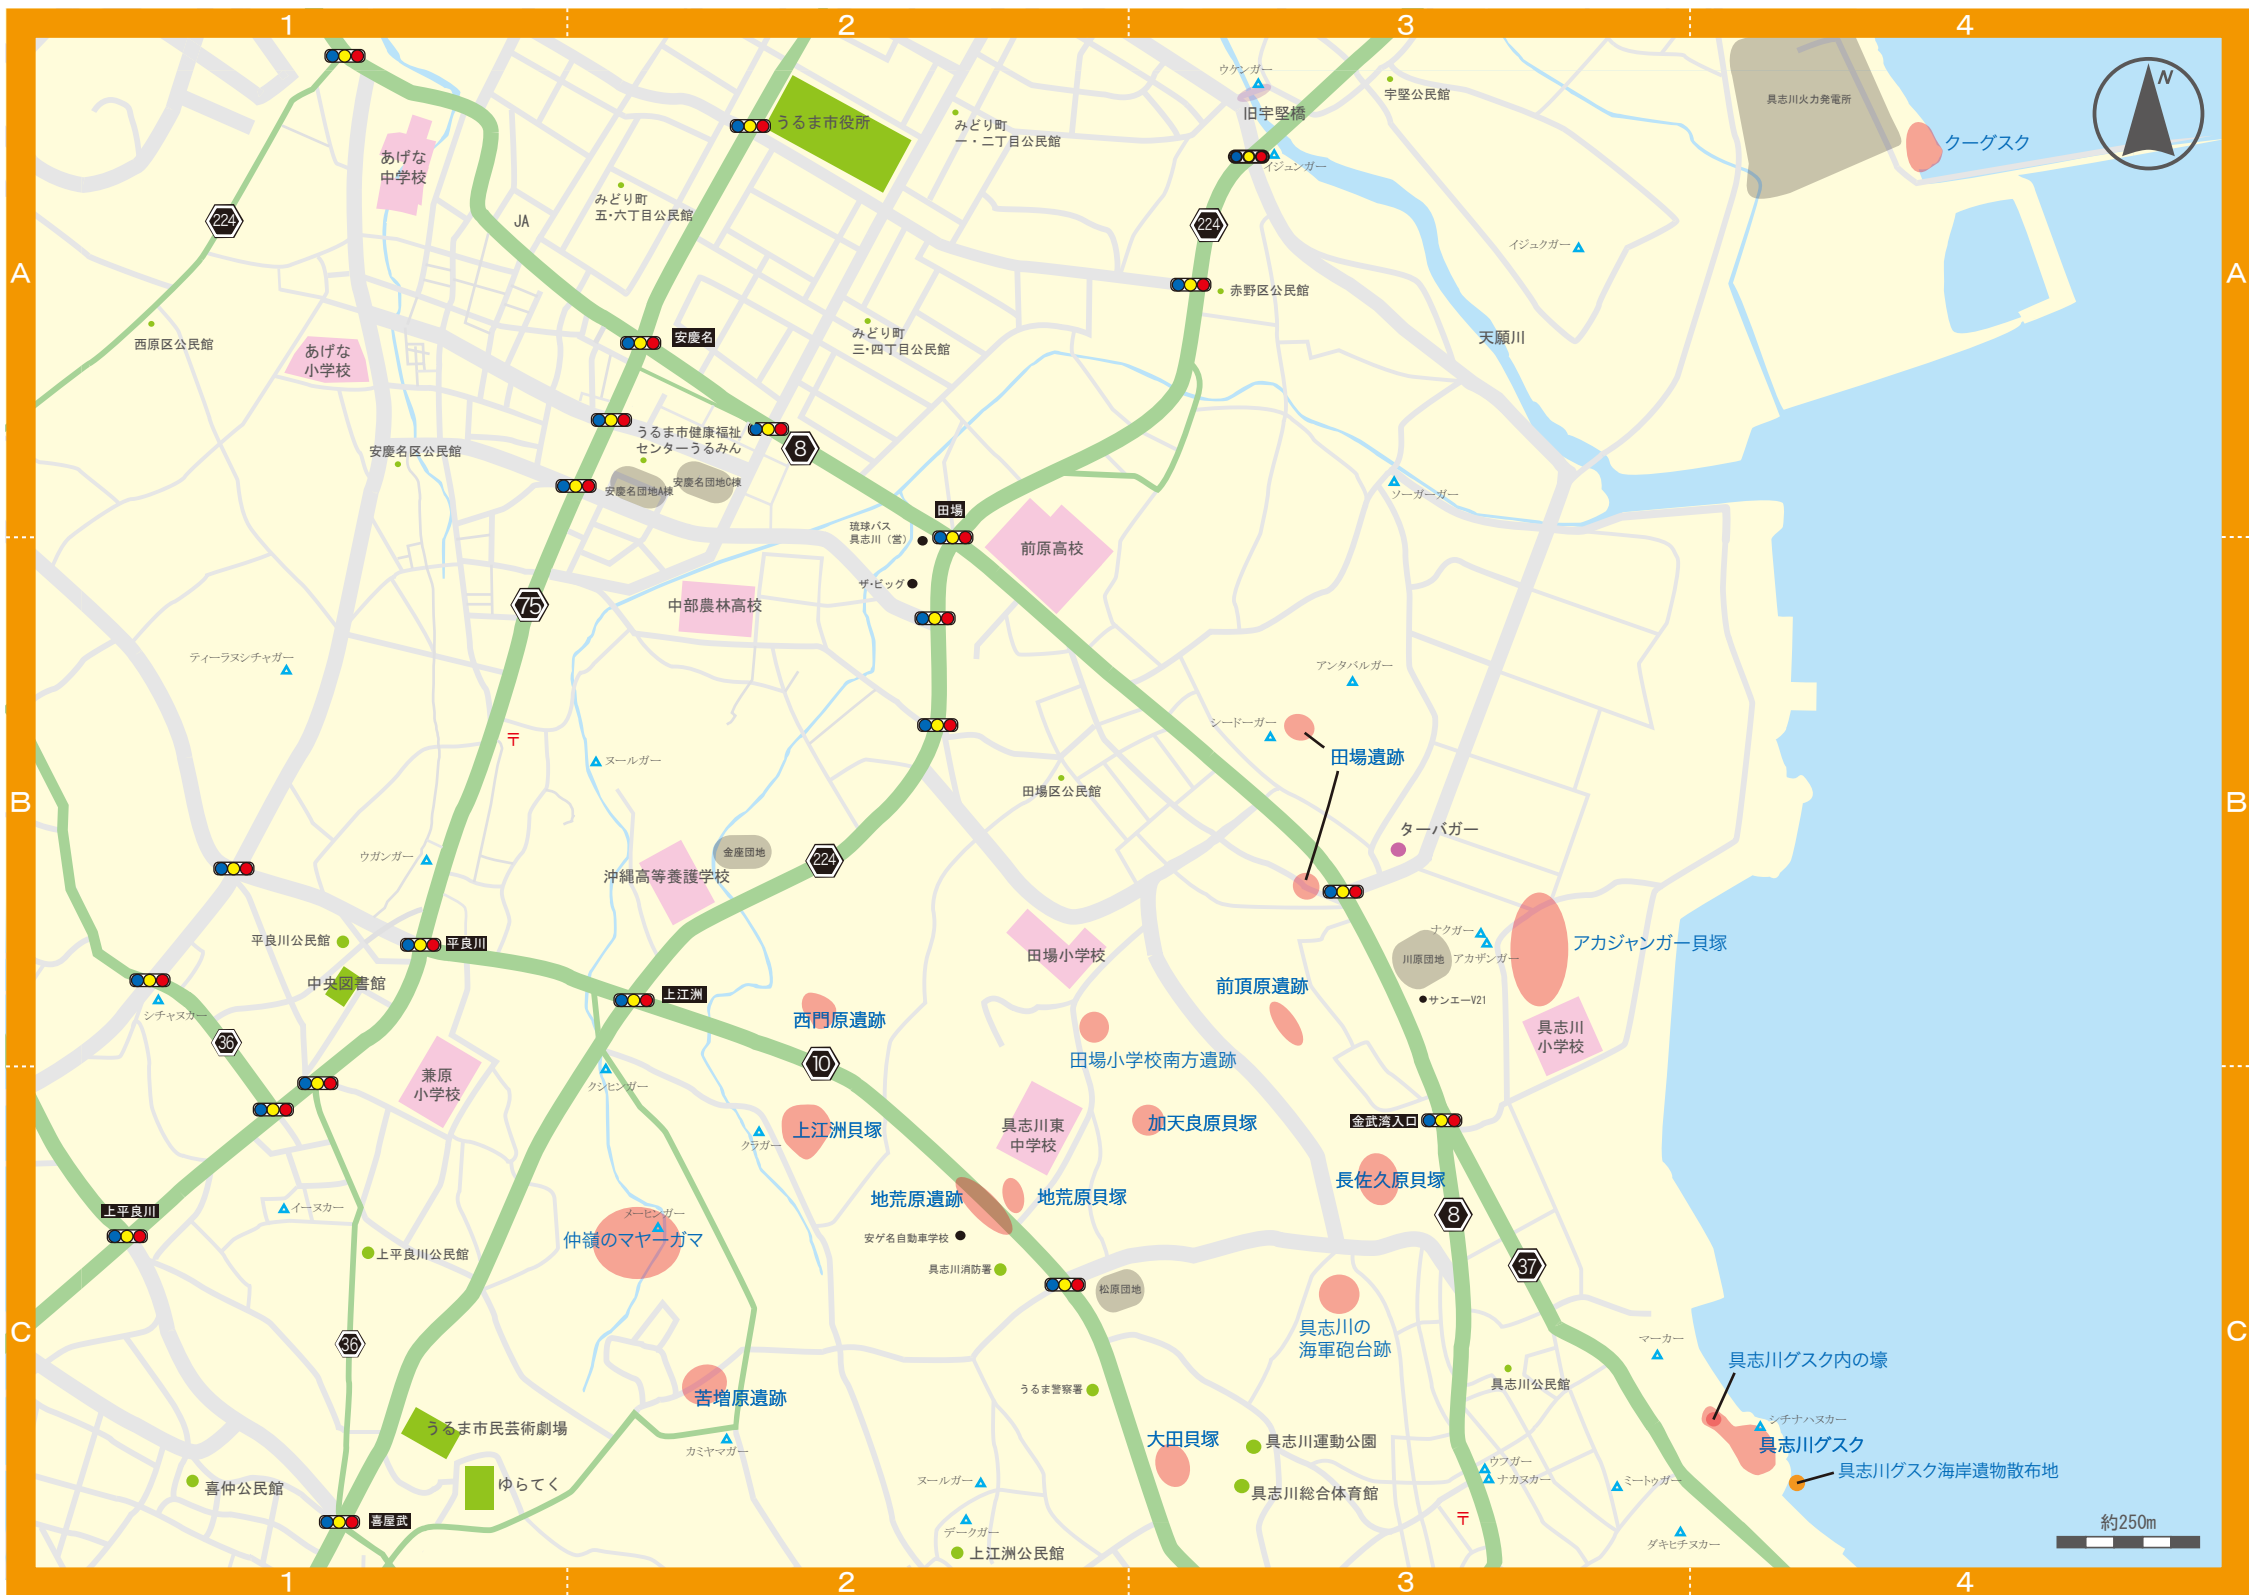 1
2
3
4
A
A
B
B
C
C
1
2
3
4
N
ウケンガー
旧宇堅橋
イジュンガー
宇堅公民館
具志川火力発電所
クーグスク
イジュクガー
天願川
224
赤野区公民館
うるま市役所
みどり町
一・二丁目公民館
みどり町
五・六丁目公民館
みどり町
三・四丁目公民館
あげな
中学校
JA
224
西原区公民館
あげな
小学校
安慶名
安慶名区公民館
うるま市健康福祉
センターうるみん
安慶名団地A棟
安慶名団地C棟
8
田場
琉球バス
具志川（営）
ザ・ビッグ
前原高校
ソーガーガー
中部農林高校
75
ティーラヌシチャガー
〒
ヌールガー
アンタバルガー
シードーガー
田場遺跡
田場区公民館
ターバガー
ウガンガー
金座団地
沖縄高等養護学校
224
平良川公民館
平良川
中央図書館
シチャヌカー
36
上江洲
西門原遺跡
10
田場小学校
田場小学校南方遺跡
前頂原遺跡
川原団地
ナクガー
アカザンガー
サンエーV21
アカジャンガー貝塚
具志川
小学校
兼原
小学校
クシヒンガー
クラガー
上江洲貝塚
具志川東
中学校
加天良原貝塚
金武湾入口
長佐久原貝塚
地荒原遺跡
地荒原貝塚
8
37
上平良川
イーヌカー
上平良川公民館
メーヒンガー
仲嶺のマヤーガマ
安ゲ名自動車学校
具志川消防署
松原団地
具志川の
海軍砲台跡
36
苦増原遺跡
うるま警察署
具志川公民館
マーカー
具志川グスク内の壕
シチナハヌカー
具志川グスク
具志川グスク海岸遺物散布地
うるま市民芸術劇場
カミヤマガー
大田貝塚
具志川運動公園
具志川総合体育館
ウフガー
ナカヌカー
ミートゥガー
喜仲公民館
ゆらてく
喜屋武
ヌールガー
デークガー
上江洲公民館
〒
ダキヒチヌカー
約250m